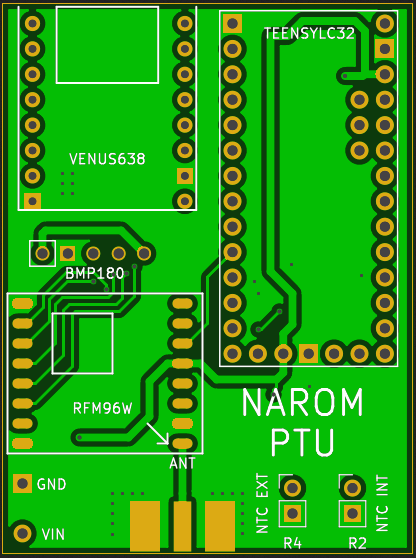 TEENSYLC32
VENUS638
BMP180
RFM96W
NAROM
PTU
ANT
GND
NTC EXT
NTC INT
VIN
R4
R2